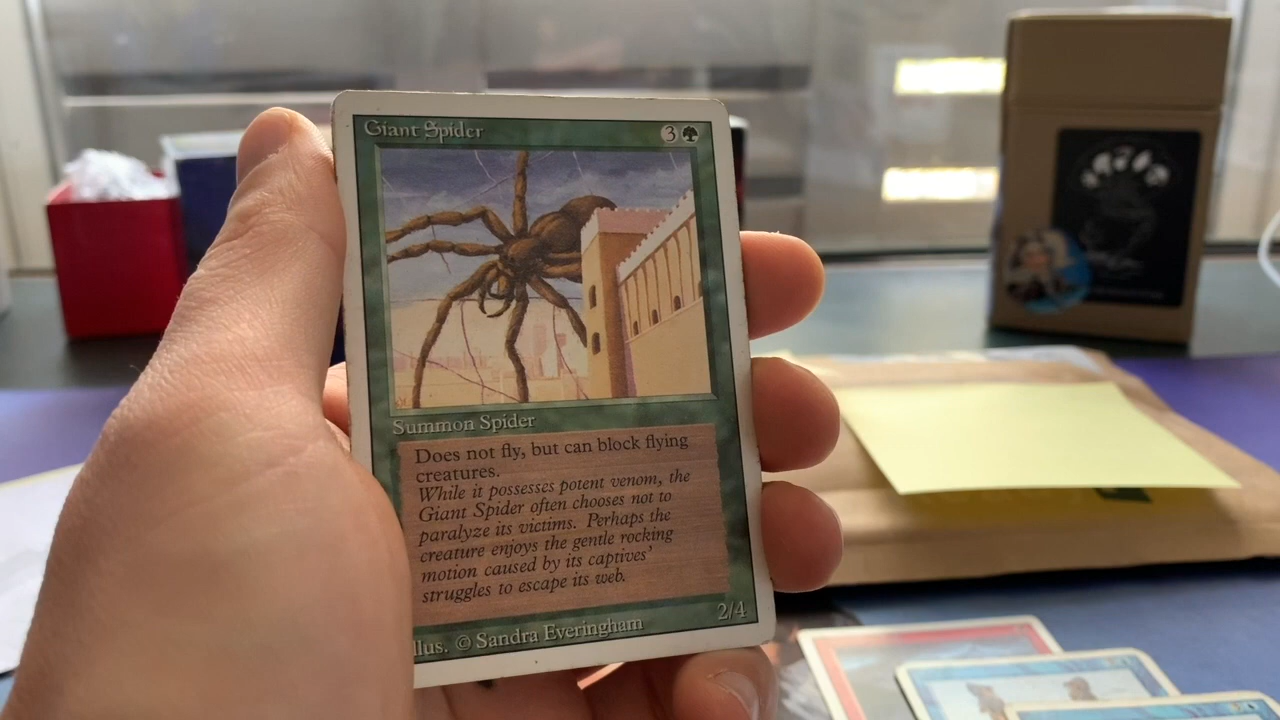 Giant Spider 3
Summon Spider
Does not fly, but can block flying
creatures.
While it possesses potent venom, the
Giant Spider often chooses not to
paralyze its victims. Perhaps the
creature enjoys the gentle rocking
motion caused by its captives'
struggles to escape its web.
2/4
llus. © Sandra Everingham